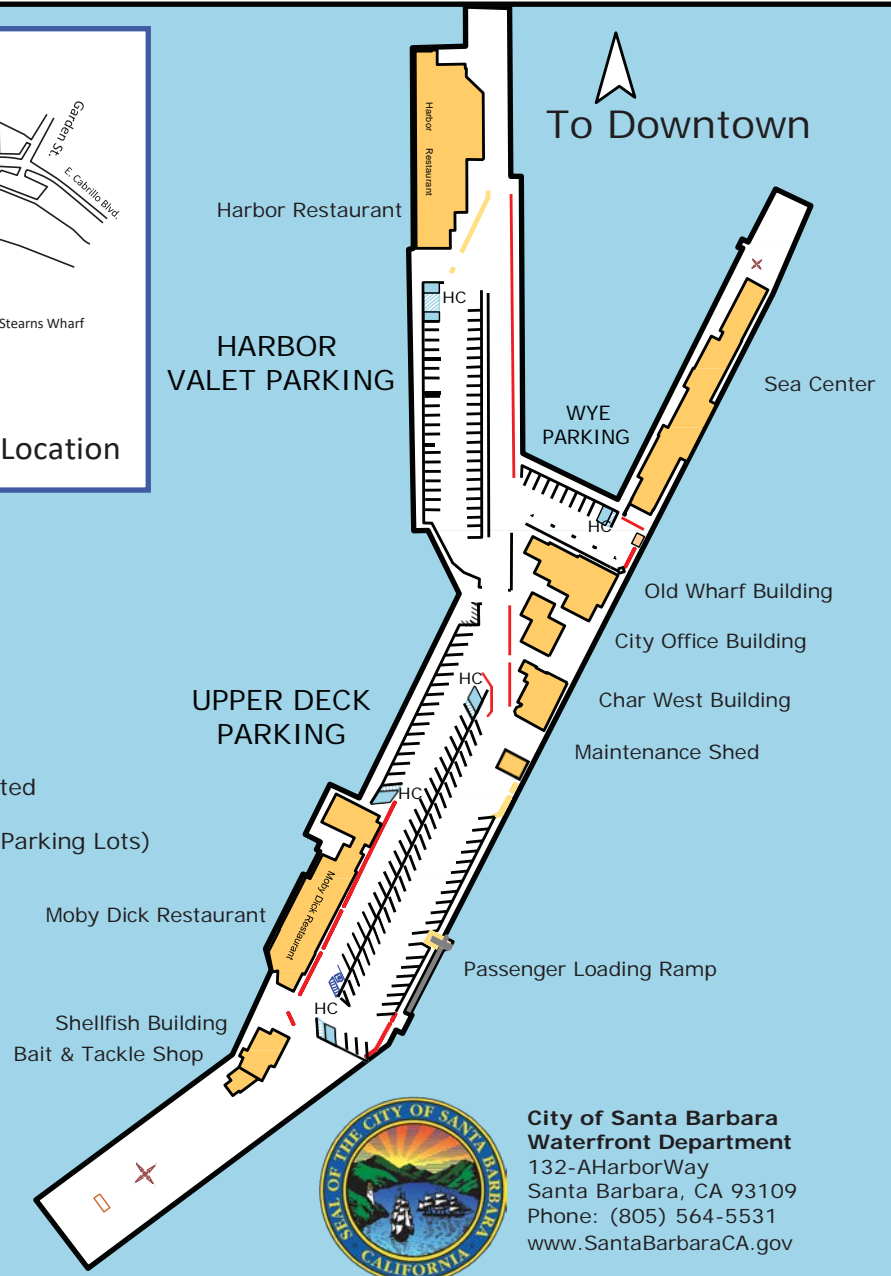 Garden St.
E. Cabrillo Blvd.
Stearns Wharf
Location
To Downtown
Harbor Restaurant
Harbor Restaurant
HC
HARBOR
VALET PARKING
Sea Center
WYE
PARKING
HC
Old Wharf Building
City Office Building
HC
UPPER DECK
PARKING
Char West Building
Maintenance Shed
ted
HC
Parking Lots)
Moby Dick Restaurant
Moby Dick Restaurant
Passenger Loading Ramp
HC
Shellfish Building
Bait & Tackle Shop
SEAL OF THE CITY OF SANTA BARBARA
CALIFORNIA
City of Santa Barbara
Waterfront Department
132-AHarborWay
Santa Barbara, CA 93109
Phone: (805) 564-5531
www.SantaBarbaraCA.gov